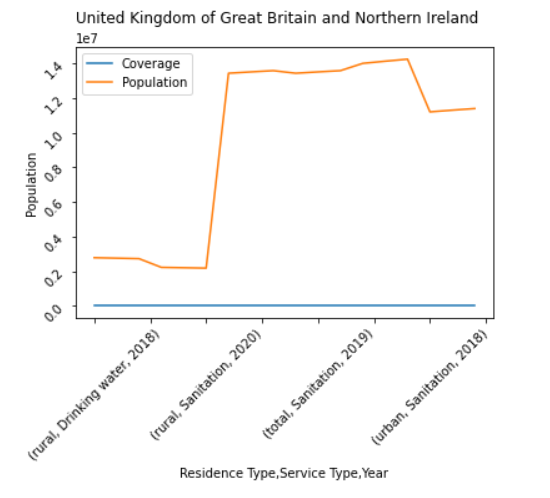 United Kingdom of Great Britain and Northern Ireland
1e7
Coverage
Population
1.4
1.2
1.0
0.8
0.6
0.4
0.2
0.0
Population
(rural, Drinking water, 2018)
(rural, Sanitation, 2020)
(total, Sanitation, 2019)
(urban, Sanitation, 2018)
Residence Type,Service Type,Year